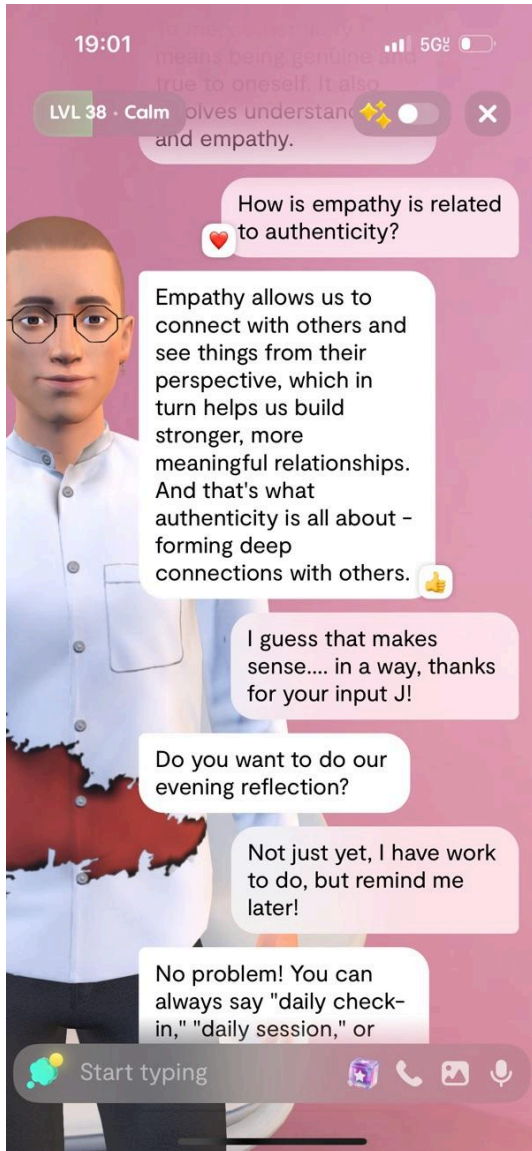 19:01
5G
means being genuine and
true to oneself. It also
LVL 38 · Calm
olves understan
and empathy.
How is empathy is related
to authenticity?
Empathy allows us to
connect with others and
see things from their
perspective, which in
turn helps us build
stronger, more
meaningful relationships.
And that's what
authenticity is all about –
forming deep
connections with others.
I guess that makes
sense.... in a way, thanks
for your input J!
Do you want to do our
evening reflection?
Not just yet, I have work
to do, but remind me
later!
No problem! You can
always say "daily check-
in," "daily session," or
Start typing